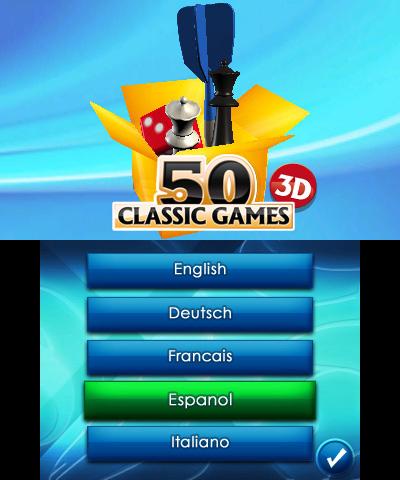 50
3D
CLASSIC GAMES
English
Deutsch
Francais
Espanol
Italiano